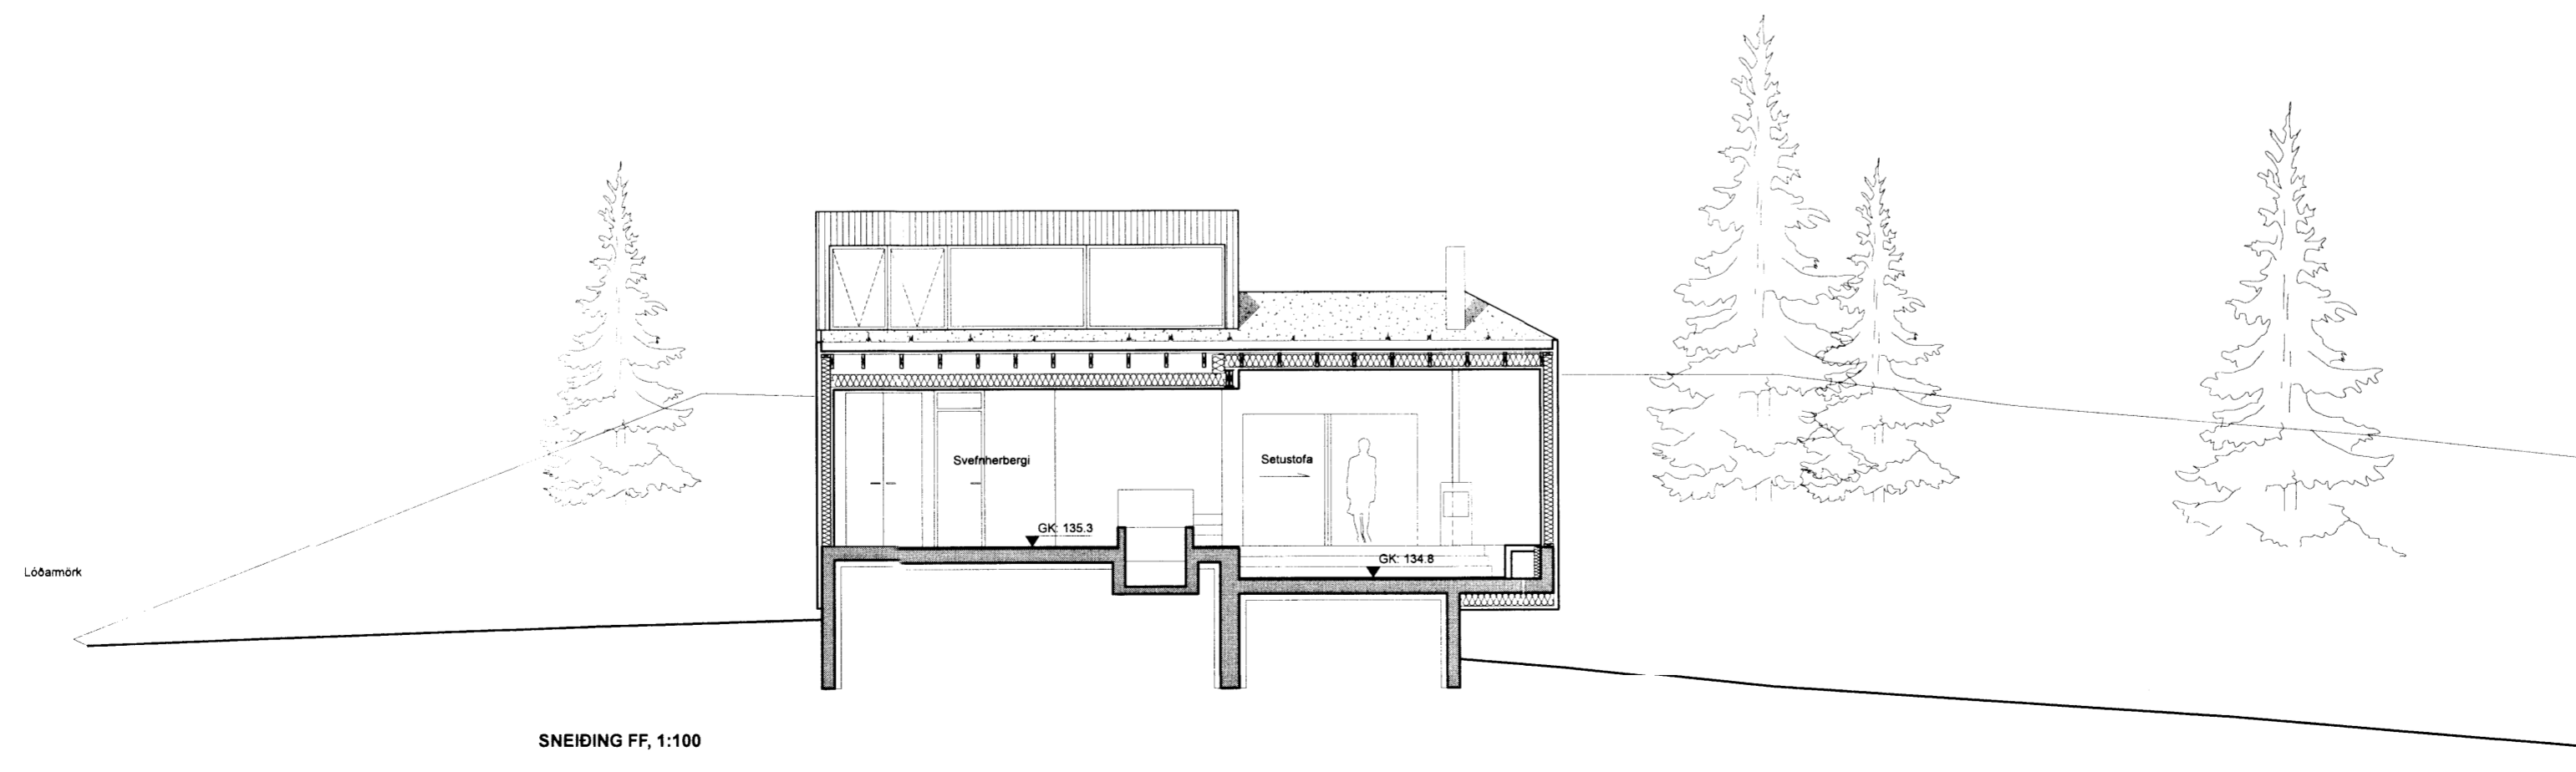 Svefnherbergi
Setustofa
GK: 135.3
GK: 134.8
Lóðarmörk
SNEIÐING FF, 1:100